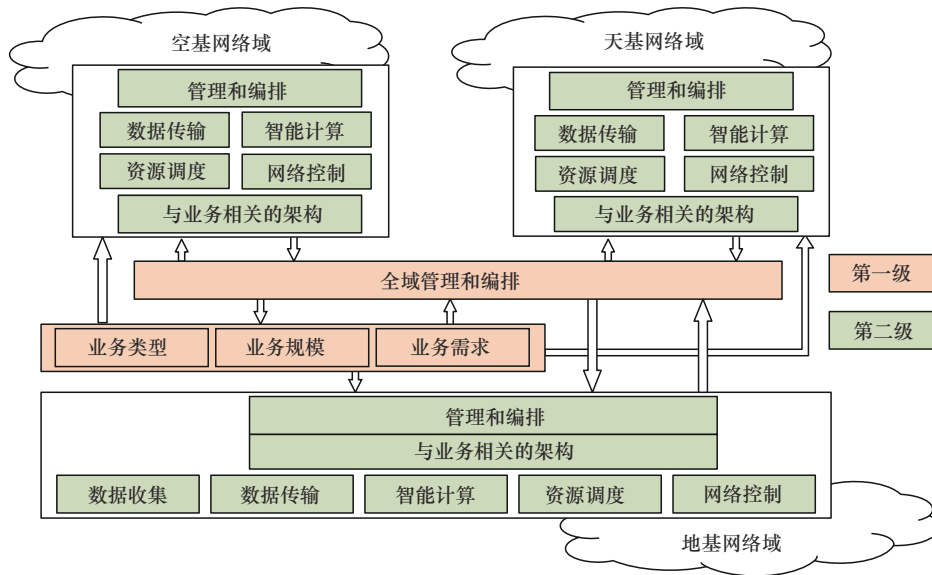 空基网络域
管理和编排
数据传输
智能计算
资源调度
网络控制
与业务相关的架构
天基网络域
管理和编排
数据传输
智能计算
资源调度
网络控制
与业务相关的架构
全域管理和编排
第一级
第二级
业务类型
业务规模
业务需求
管理和编排
与业务相关的架构
数据收集
数据传输
智能计算
资源调度
网络控制
地基网络域